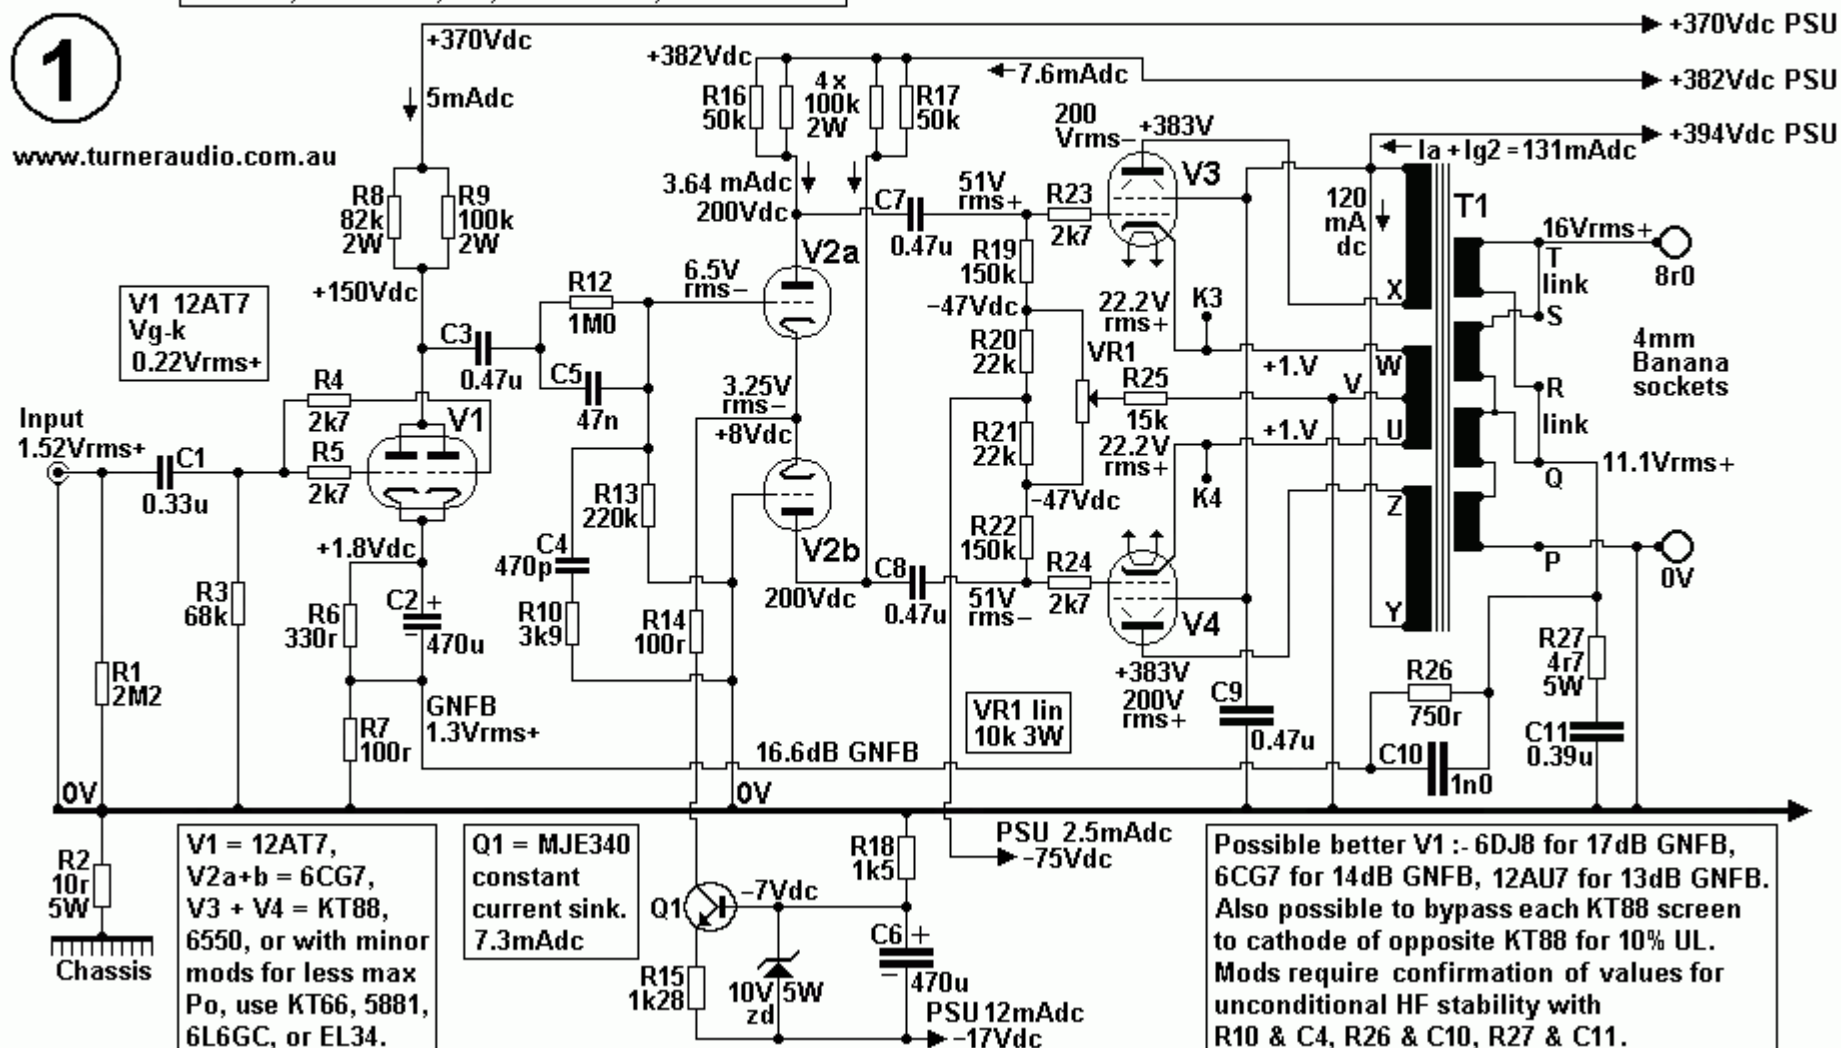 1
www.turneraudio.com.au
+370Vdc
+370Vdc PSU
+382Vdc
7.6mAdc
+382Vdc PSU
5mAdc
R16
50k
4 x
100k
2W
R17
50k
200
Vrms−
+383V
+394Vdc PSU
Ia + Ig2 = 131mAdc
R8
82k
2W
R9
100k
2W
3.64 mAdc
200Vdc
C7
0.47u
51V
rms+
R23
2k7
V3
120
mA
dc
T1
16Vrms+
T
link
8r0
S
V2a
R19
150k
−47Vdc
X
+150Vdc
R12
1M0
6.5V
rms−
22.2V
rms+
K3
V1 12AT7
Vg-k
0.22Vrms+
C3
0.47u
C5
47n
R20
22k
VR1
+1.V
W
4mm
Banana
sockets
R4
2k7
3.25V
rms−
+8Vdc
R25
15k
V
R
link
Input
1.52Vrms+
C1
0.33u
R5
2k7
V1
R21
22k
22.2V
rms+
+1.V
U
K4
11.1Vrms+
Q
R13
220k
V2b
−47Vdc
Z
+1.8Vdc
C4
470p
R22
150k
C8
0.47u
200Vdc
51V
rms−
R24
2k7
V4
P
0V
R3
68k
R6
330r
C2
+
−
470u
R10
3k9
R14
100r
Y
R1
2M2
+383V
200V
rms+
C9
0.47u
R26
750r
R27
4r7
5W
GNFB
1.3Vrms+
R7
100r
VR1 lin
10k 3W
16.6dB GNFB
C10
1n0
C11
0.39u
0V
0V
R2
10r
5W
Chassis
V1 = 12AT7,
V2a+b = 6CG7,
V3 + V4 = KT88,
6550, or with minor
mods for less max
Po, use KT66, 5881,
6L6GC, or EL34.
Q1 = MJE340
constant
current sink.
7.3mAdc
Q1
−7Vdc
R18
1k5
PSU 2.5mAdc
−75Vdc
R15
1k28
10V 5W
zd
C6
+
−
470u
PSU 12mAdc
−17Vdc
Possible better V1 :- 6DJ8 for 17dB GNFB,
6CG7 for 14dB GNFB, 12AU7 for 13dB GNFB.
Also possible to bypass each KT88 screen
to cathode of opposite KT88 for 10% UL.
Mods require confirmation of values for
unconditional HF stability with
R10 & C4, R26 & C10, R27 & C11.